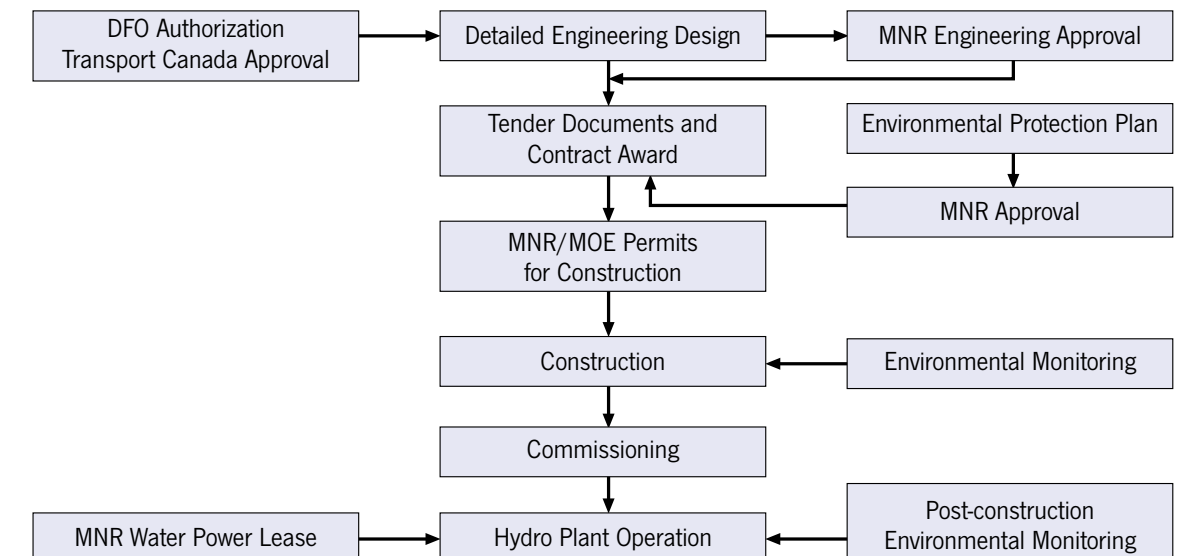 DFO Authorization
Transport Canada Approval
Detailed Engineering Design
MNR Engineering Approval
Tender Documents and
Contract Award
Environmental Protection Plan
MNR Approval
MNR/MOE Permits
for Construction
Construction
Environmental Monitoring
Commissioning
MNR Water Power Lease
Hydro Plant Operation
Post-construction
Environmental Monitoring